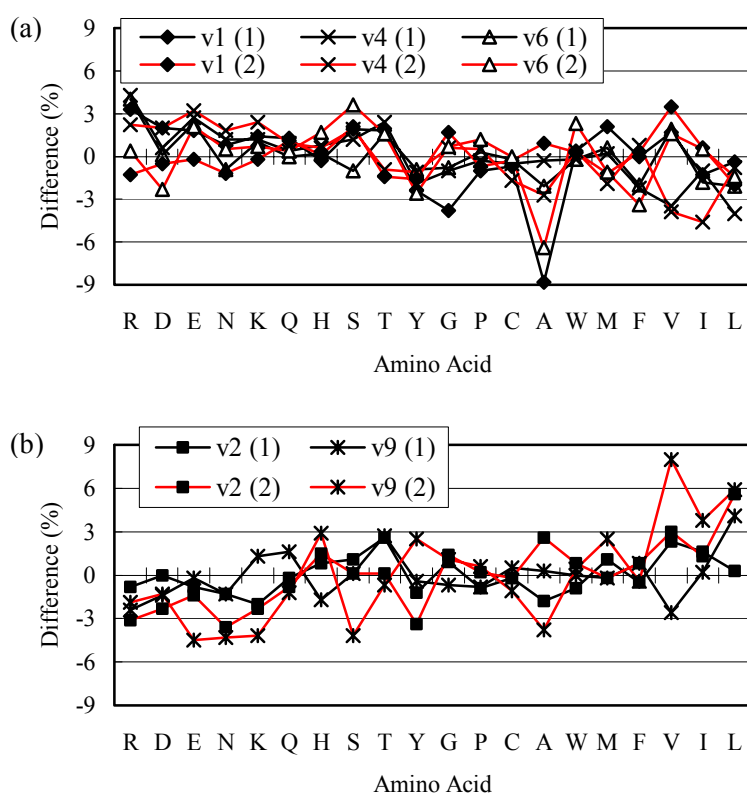 (a)
v1 (1) v4 (1) v6 (1)
v1 (2) v4 (2) v6 (2)
Difference (%)
9
6
3
0
-3
-6
-9
R D E N K Q H S T Y G P C A W M F V I L
Amino Acid
(b)
v2 (1) v9 (1)
v2 (2) v9 (2)
Difference (%)
9
6
3
0
-3
-6
-9
R D E N K Q H S T Y G P C A W M F V I L
Amino Acid